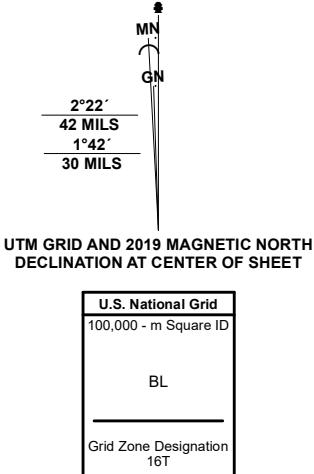 MN
GN
2°22´
42 MILS
1°42´
30 MILS
UTM GRID AND 2019 MAGNETIC NORTH
DECLINATION AT CENTER OF SHEET
U.S. National Grid
100,000 - m Square ID
BL
Grid Zone Designation
16T